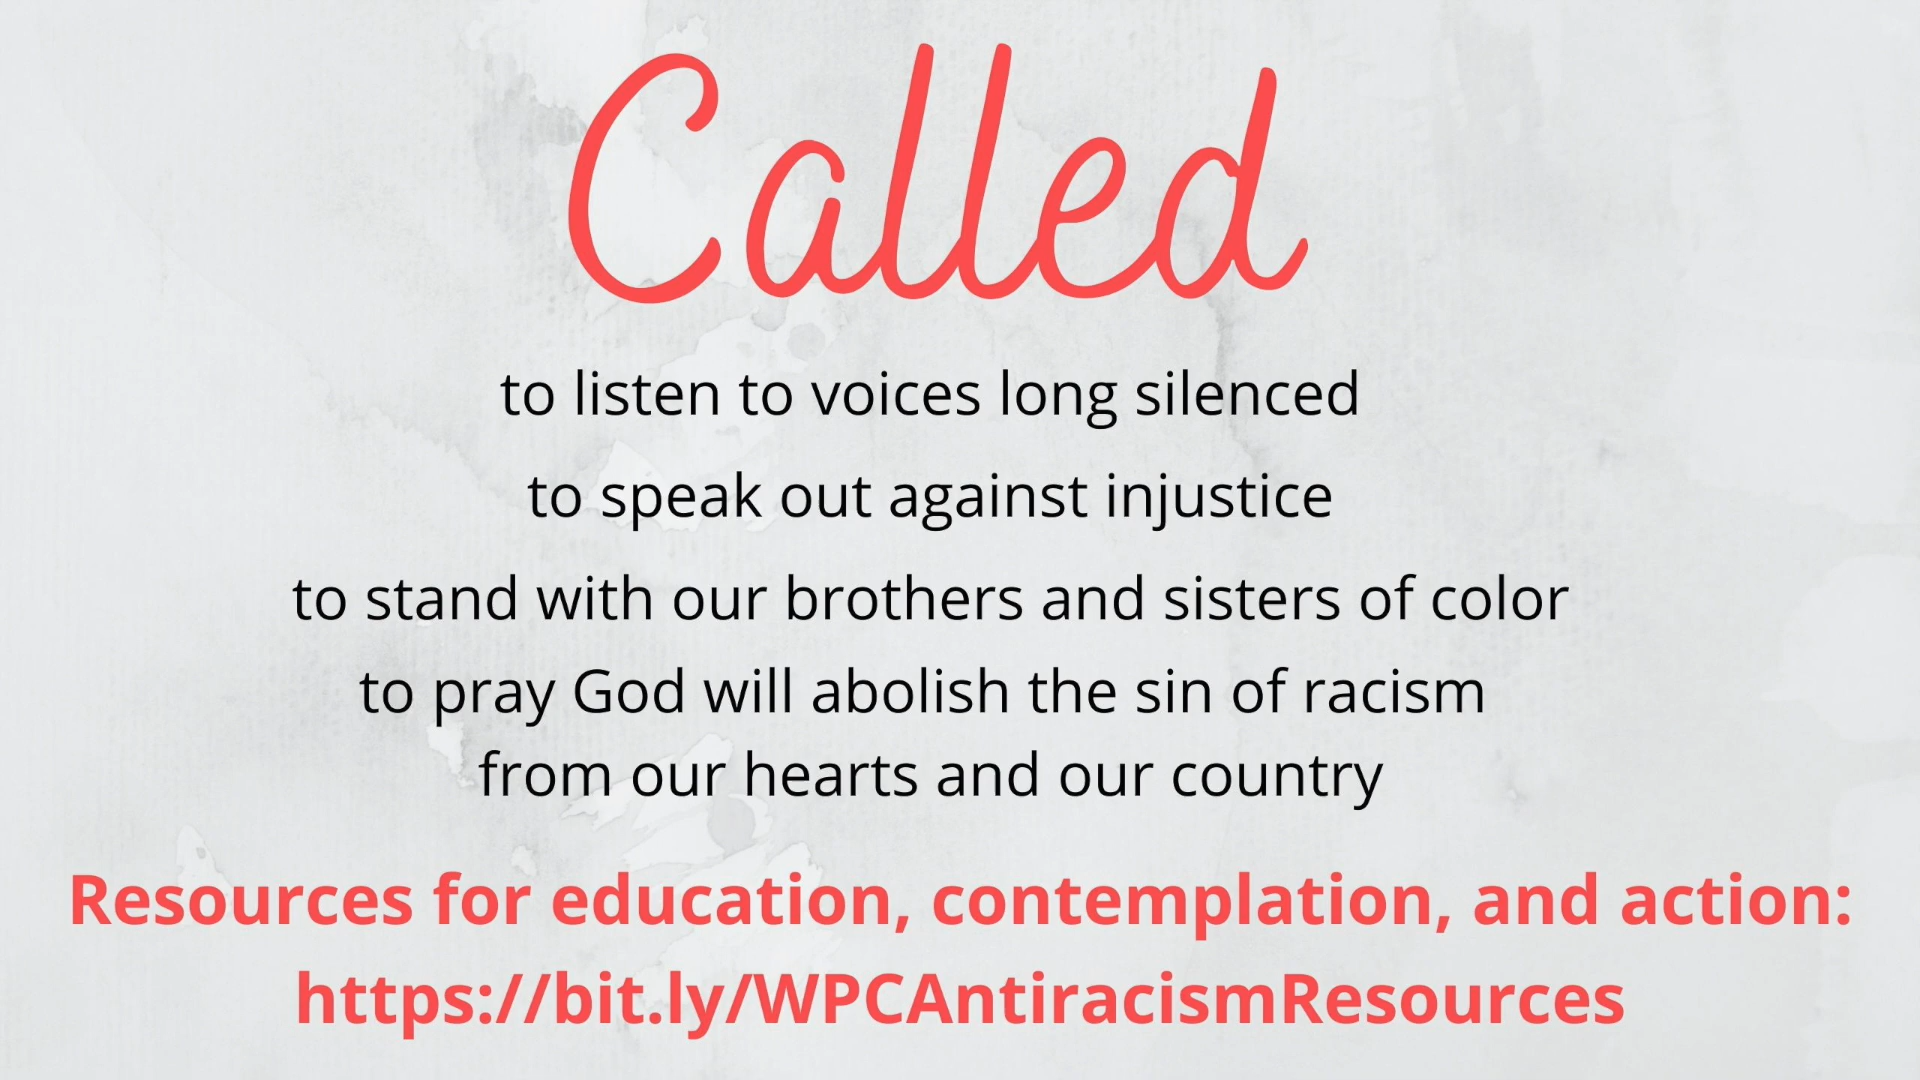 Called
to listen to voices long silenced
to speak out against injustice
to stand with our brothers and sisters of color
to pray God will abolish the sin of racism
from our hearts and our country
Resources for education, contemplation, and action:
https://bit.ly/WPCAntiracismResources